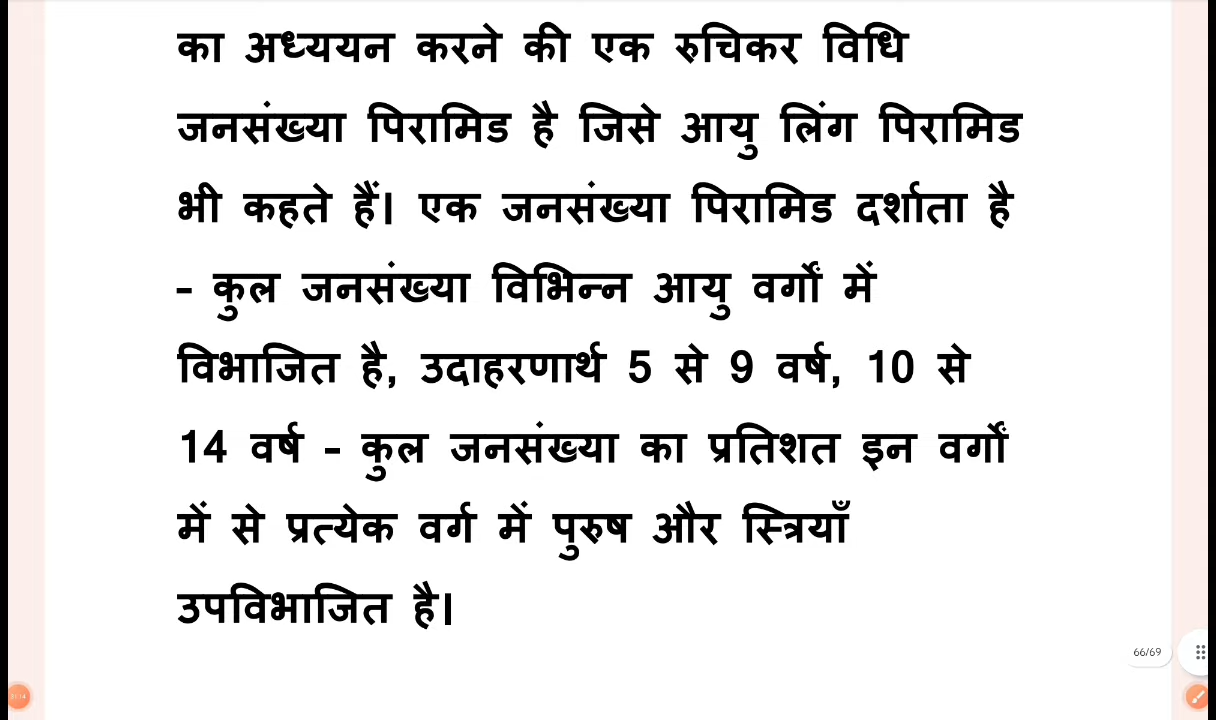 का अध्ययन करने की एक रुचिकर विधि
जनसंख्या पिरामिड है जिसे आयु लिंग पिरामिड
भी कहते हैं। एक जनसंख्या पिरामिड दर्शाता है
- कुल जनसंख्या विभिन्न आयु वर्गों में
विभाजित है, उदाहरणार्थ 5 से 9 वर्ष, 10 से
14 वर्ष - कुल जनसंख्या का प्रतिशत इन वर्गों
में से प्रत्येक वर्ग में पुरुष और स्त्रियाँ
उपविभाजित है।
66/69